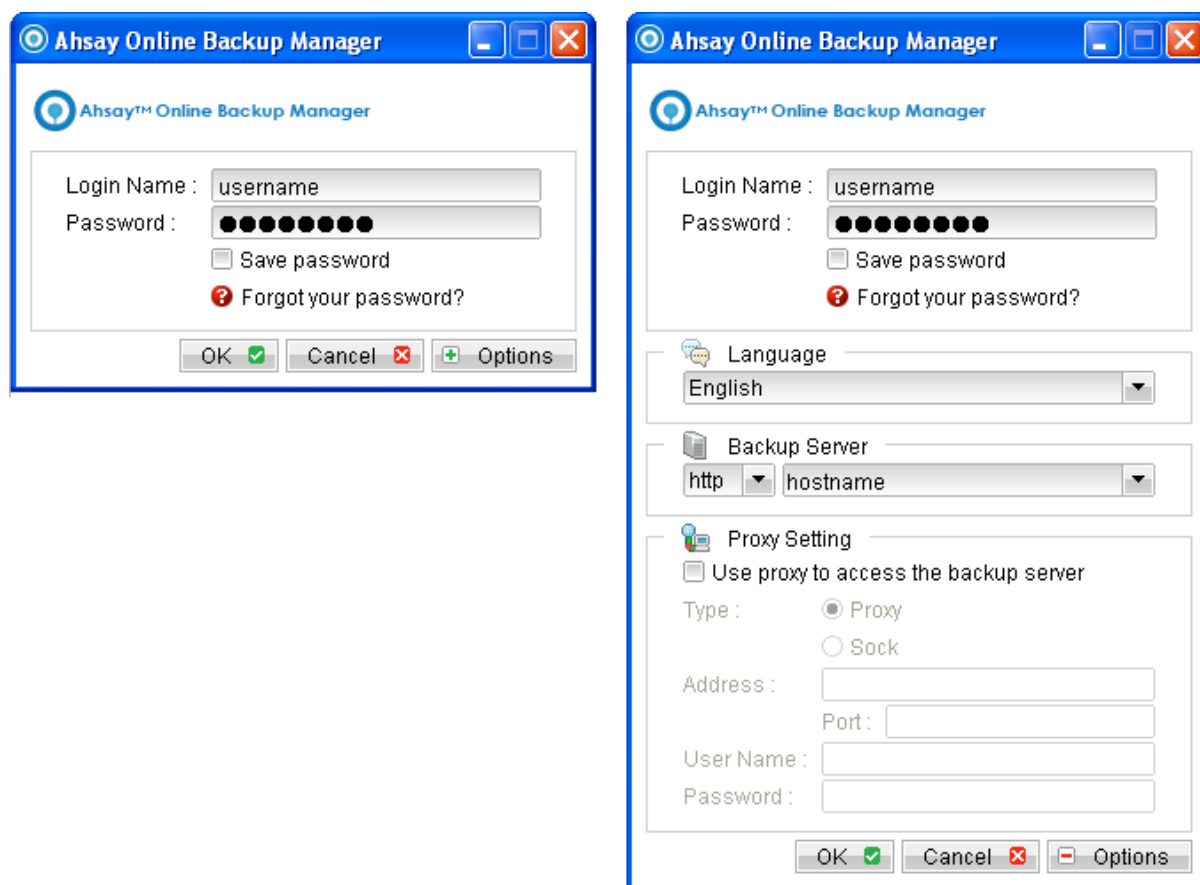 Ahsay Online Backup Manager
Ahsay™ Online Backup Manager
Login Name : username
Password : ●●●●●●●●
Save password
Forgot your password?
OK Cancel Options
Ahsay Online Backup Manager
Ahsay™ Online Backup Manager
Login Name : username
Password : ●●●●●●●●
Save password
Forgot your password?
Language
English
Backup Server
http hostname
Proxy Setting
Use proxy to access the backup server
Type : Proxy
Sock
Address :
Port :
User Name :
Password :
OK Cancel Options